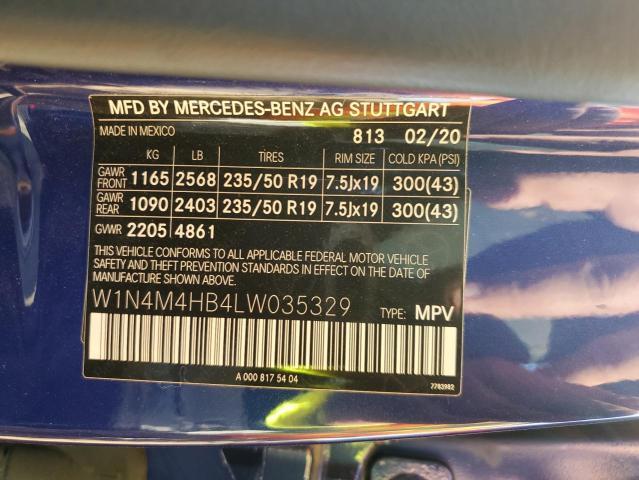 MFD BY MERCEDES-BENZ AG STUTTGART
MADE IN MEXICO 813 02/20
KG LB TIRES RIM SIZE COLD KPA (PSI)
GAWR FRONT 1165 2568 235/50 R19 7.5Jx19 300(43)
GAWR REAR 1090 2403 235/50 R19 7.5Jx19 300(43)
GVWR 2205 4861
THIS VEHICLE CONFORMS TO ALL APPLICABLE FEDERAL MOTOR VEHICLE
SAFETY AND THEFT PREVENTION STANDARDS IN EFFECT ON THE DATE OF
MANUFACTURE SHOWN ABOVE.
W1N4M4HB4LW035329 TYPE: MPV
A 000 817 54 04
7783982